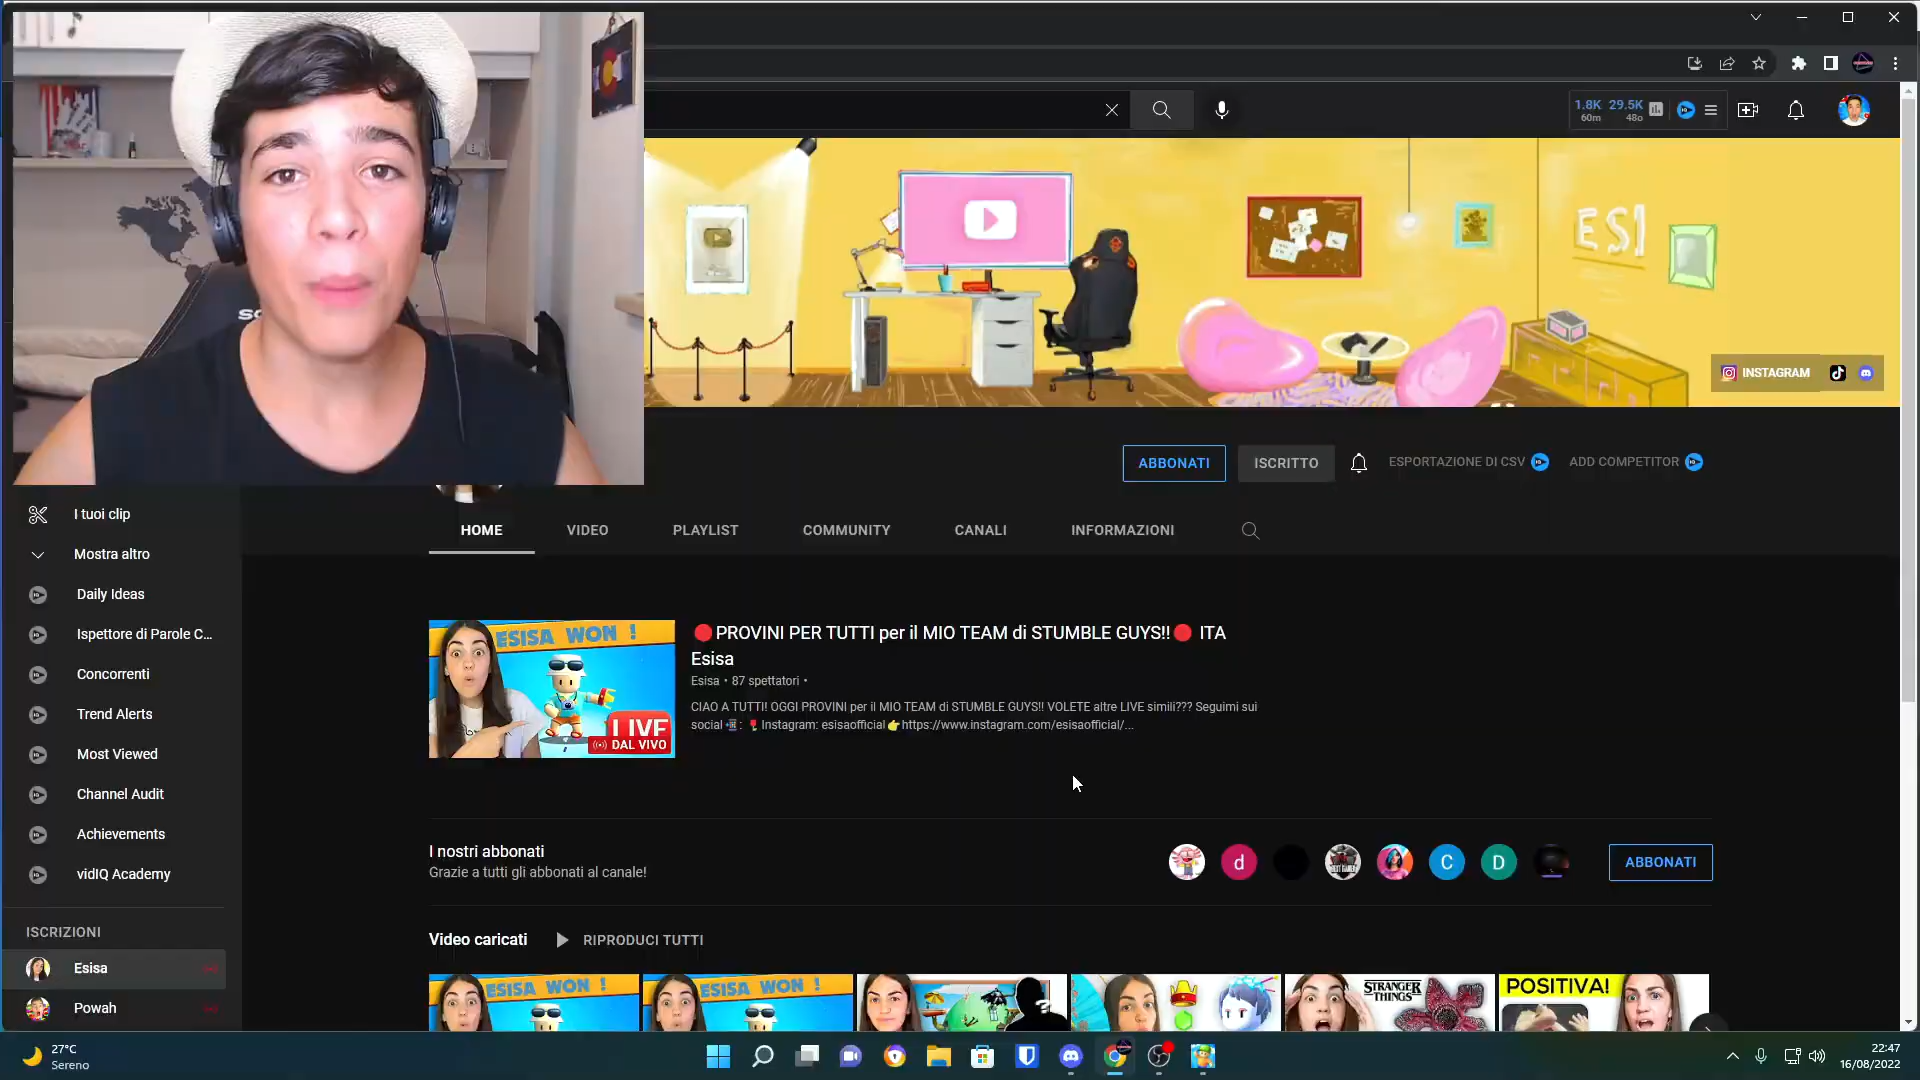 1.8K 29.5K
60m 48o
ESI
INSTAGRAM
ABBONATI
ISCRITTO
ESPORTAZIONE DI CSV
ADD COMPETITOR
I tuoi clip
Mostra altro
Daily Ideas
Ispettore di Parole C...
Concorrenti
Trend Alerts
Most Viewed
Channel Audit
Achievements
vidIQ Academy
ISCRIZIONI
Esisa
Powah
HOME
VIDEO
PLAYLIST
COMMUNITY
CANALI
INFORMAZIONI
ESISA WON !
LIVE
DAL VIVO
🔴PROVINI PER TUTTI per il MIO TEAM di STUMBLE GUYS!!🔴 ITA
Esisa
Esisa • 87 spettatori •
CIAO A TUTTI! OGGI PROVINI per il MIO TEAM di STUMBLE GUYS!! VOLETE altre LIVE simili??? Seguimi sui
social📲: 🌹Instagram: esisaofficial👉https://www.instagram.com/esisaofficial/...
I nostri abbonati
Grazie a tutti gli abbonati al canale!
d
C
D
ABBONATI
Video caricati
RIPRODUCI TUTTI
ESISA WON !
ESISA WON !
?
STRANGER
THINGS
POSITIVA!
27°C
Sereno
22:47
16/08/2022